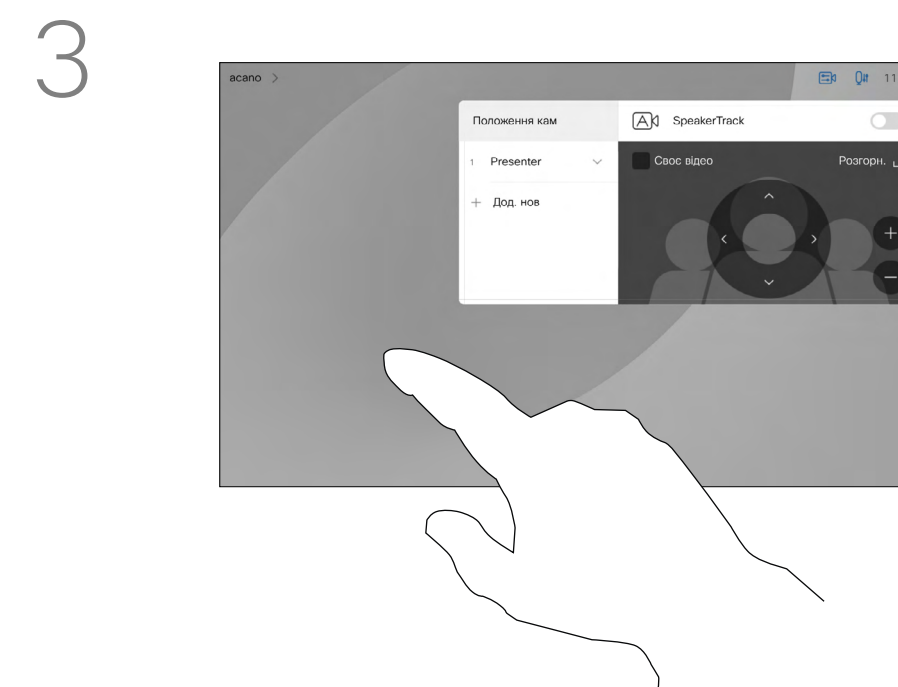 3
acano
11
Положення кам
SpeakerTrack
1 Presenter
Своє відео
Розгорн.
+ Дод. нов